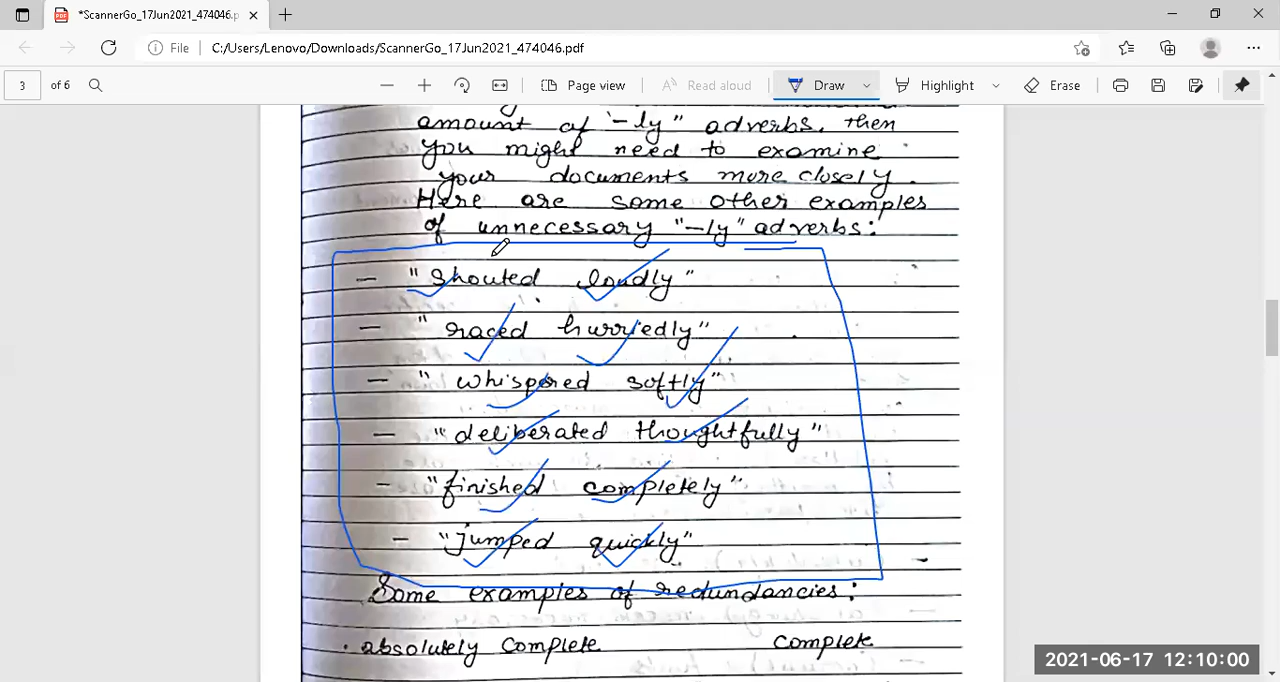 *ScannerGo_17Jun2021_474046.p
File C:/Users/Lenovo/Downloads/ScannerGo_17Jun2021_474046.pdf
3 of 6 Page view Read aloud Draw Highlight Erase
amount of "-ly" adverbs, then
you might need to examine
your documents more closely.
Here are some other examples
of unnecessary "-ly" adverbs:
- "Shouted loudly"
- "raced hurriedly"
- "whispered softly"
- "deliberated thoughtfully"
- "finished completely"
- "Jumped quickly"
Some examples of redundancies:
. absolutely complete complete
2021-06-17 12:10:00